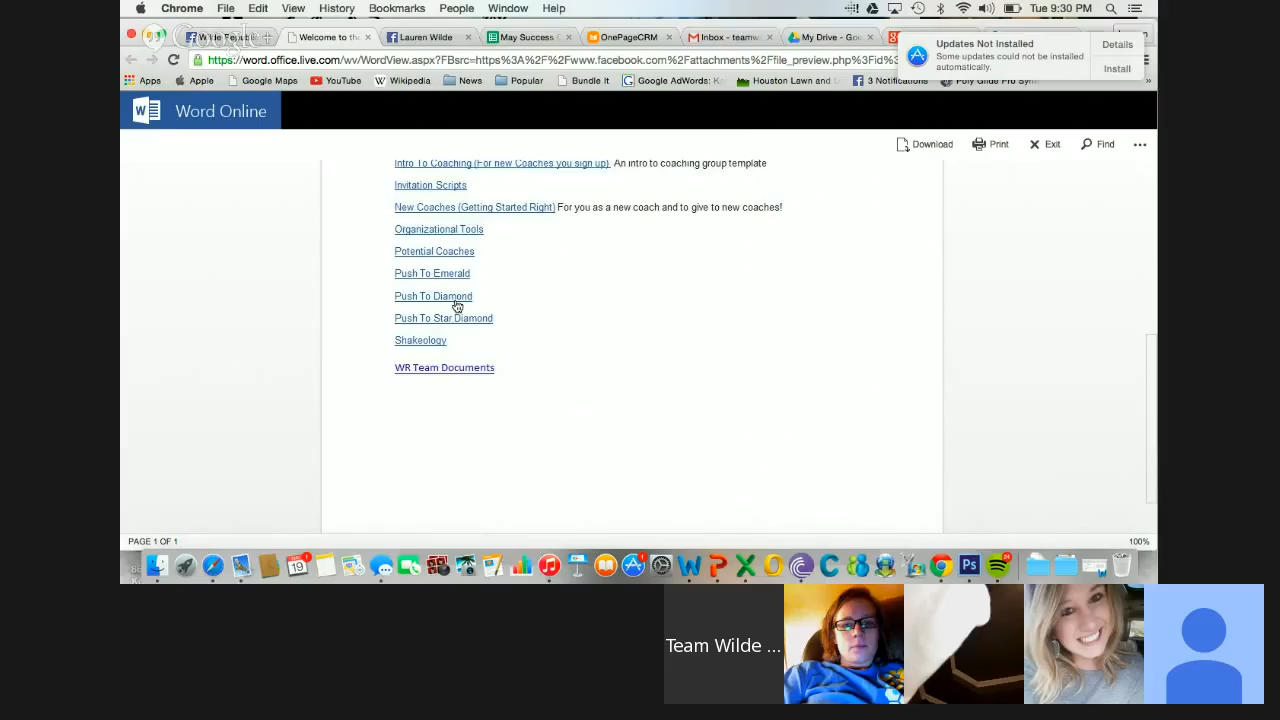 Chrome File Edit View History Bookmarks People Window Help Tue 9:30 PM
Google+
Welcome to the Lauren Wilde May Success OnePageCRM Inbox - teamw My Drive - Goo
https://word.office.live.com/wv/WordView.aspx?FBsrc=https%3A%2F%2Fwww.facebook.com%2Fattachments%2Ffile_preview.php%3Fid%
Updates Not Installed
Some updates could not be installed automatically.
Details
Install
Apps Apple Google Maps YouTube Wikipedia News Popular Bundle It Google AdWords: Houston Lawn and 3 Notifications
Word Online
Download Print Exit Find
Intro To Coaching (For new Coaches you sign up). An intro to coaching group template
Invitation Scripts
New Coaches (Getting Started Right) For you as a new coach and to give to new coaches!
Organizational Tools
Potential Coaches
Push To Emerald
Push To Diamond
Push To Star Diamond
Shakeology
WR Team Documents
PAGE 1 OF 1 100%
Team Wilde ...